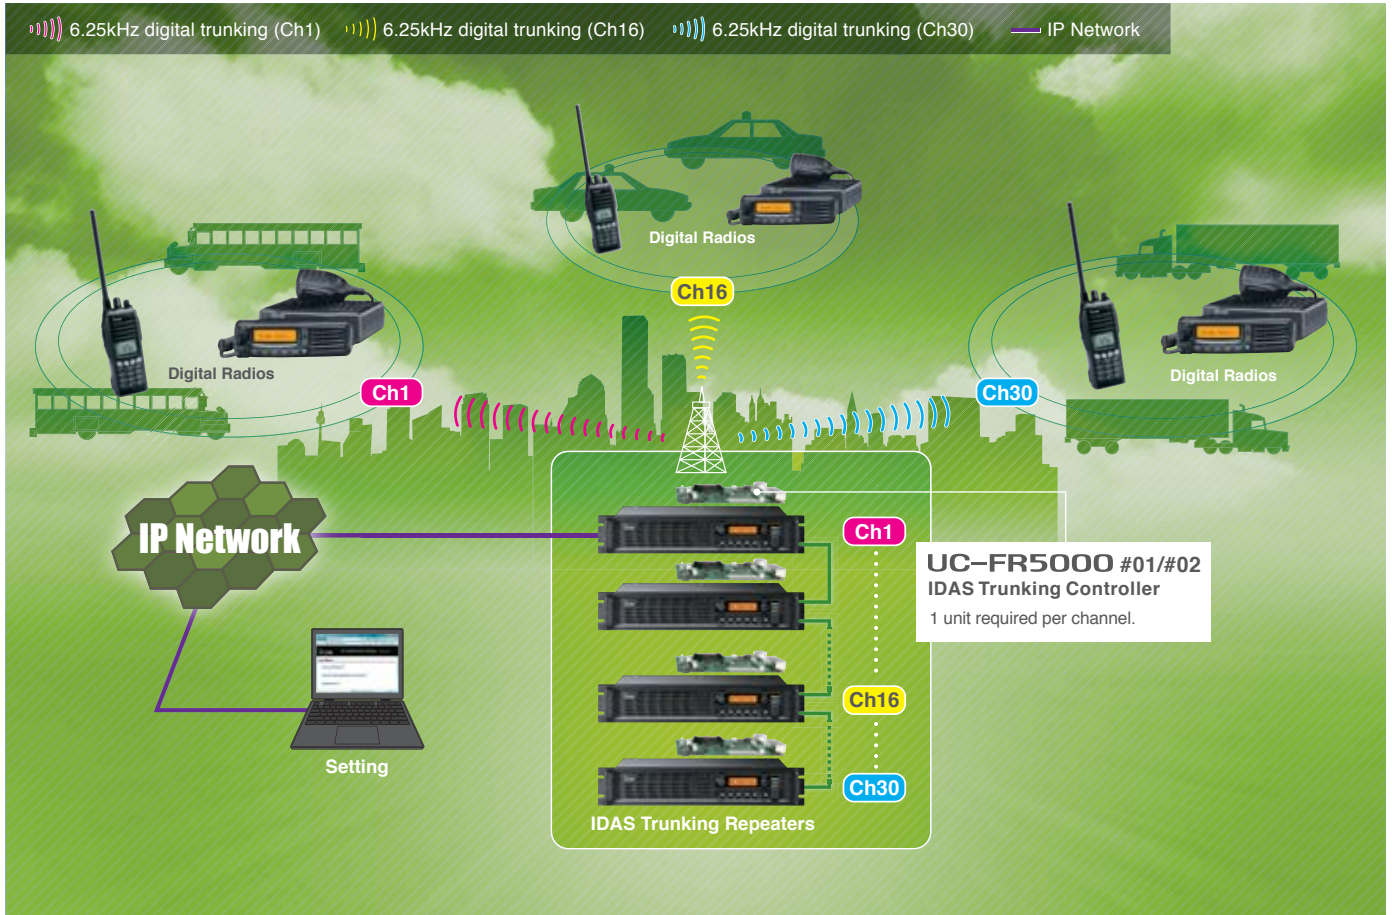 6.25kHz digital trunking (Ch1)
6.25kHz digital trunking (Ch16)
6.25kHz digital trunking (Ch30)
IP Network
Digital Radios
Ch16
Digital Radios
Ch1
Digital Radios
Ch30
IP Network
Ch1
UC-FR5000 #01/#02
IDAS Trunking Controller
1 unit required per channel.
Ch16
Setting
Ch30
IDAS Trunking Repeaters